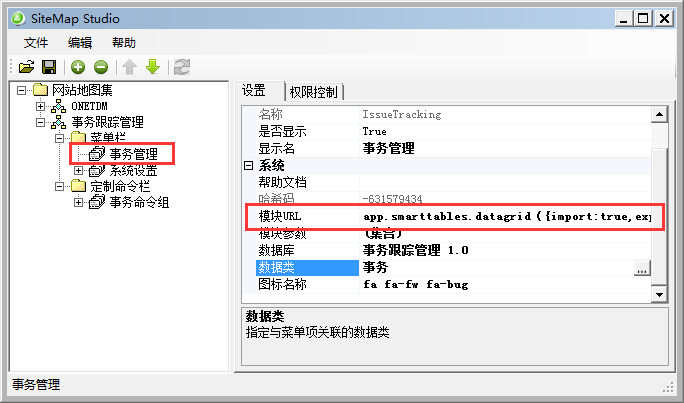 SiteMap Studio
文件 编辑 帮助
网站地图集
ONETDM
事务跟踪管理
菜单栏
事务管理
系统设置
定制命令栏
事务命令组
设置 权限控制
名称 IssueTracking
是否显示 True
显示名 事务管理
系统
帮助文档
哈希码 -631579434
模块URL app.smarttables.datagrid({import:true,exp
模块参数 (集合)
数据库 事务跟踪管理 1.0
数据类 事务 ...
图标名称 fa fa-fw fa-bug
数据类
指定与菜单项关联的数据类
事务管理